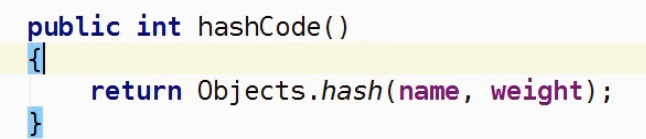 public int hashCode()
{
    return Objects.hash(name, weight);
}